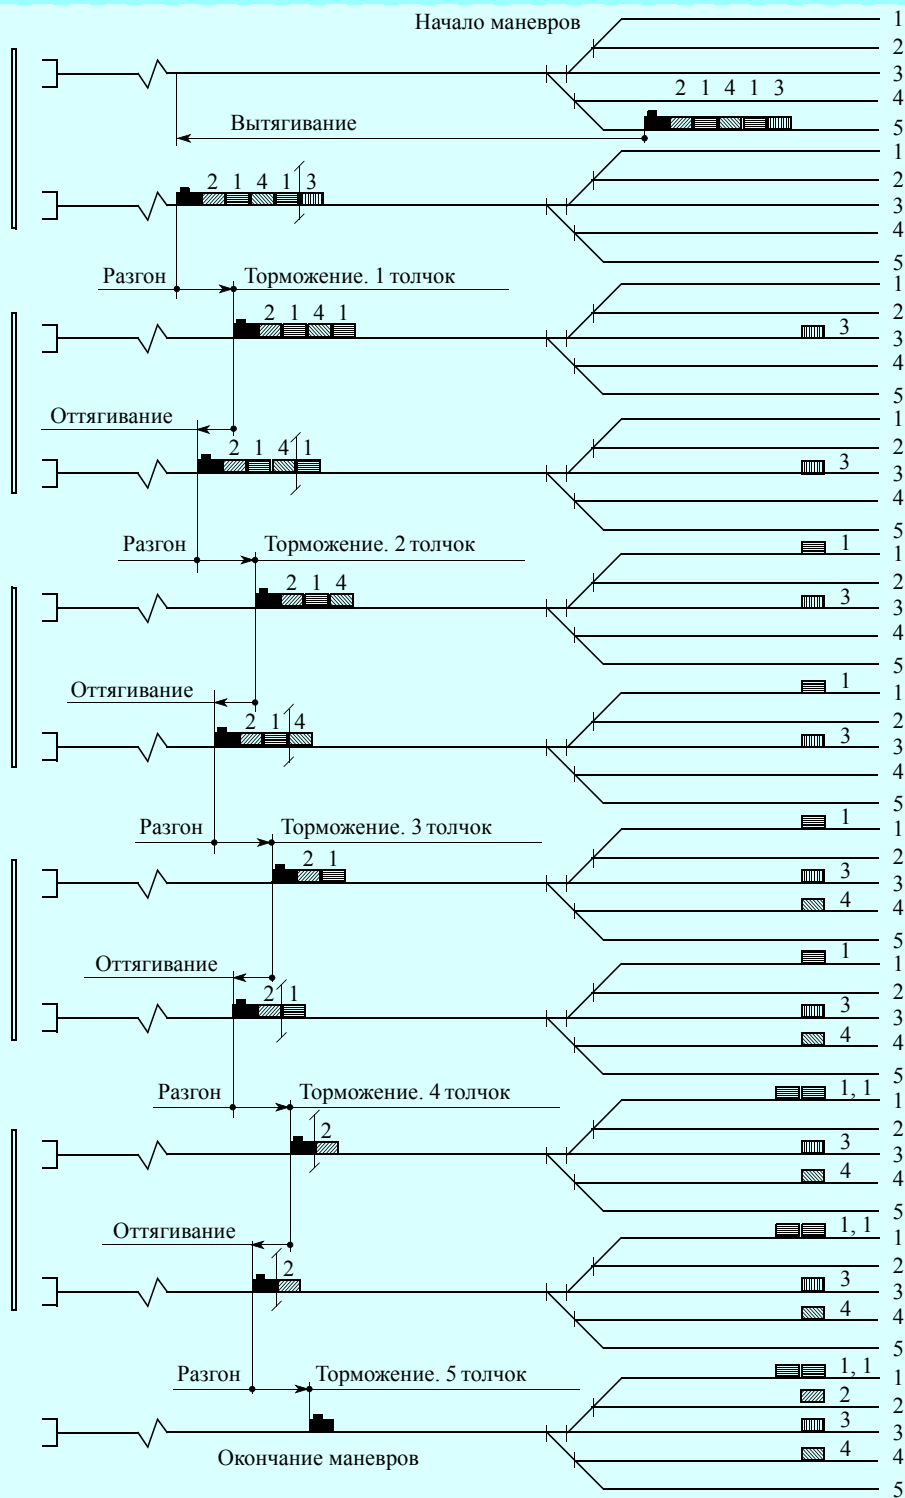 Начало маневров
1
2
3
2 1 4 1 3
4
Вытягивание
5
1
2 1 4 1 3
2
3
4
5
Разгон Торможение. 1 толчок
1
2 1 4 1
2
3 3
4
5
Оттягивание
1
2 1 4 1
2
3 3
4
5
Разгон Торможение. 2 толчок
1 1
2 1 4
2
3 3
4
5
Оттягивание
1 1
2 1 4
2
3 3
4
5
Разгон Торможение. 3 толчок
1 1
2 1
2
3 3
4 4
5
Оттягивание
1 1
2 1
2
3 3
4 4
5
Разгон Торможение. 4 толчок
1, 1 1
2
2
3 3
4 4
5
Оттягивание
1, 1 1
2
2
3 3
4 4
5
Разгон Торможение. 5 толчок
1, 1 1
2 2
3 3
Окончание маневров
4 4
5